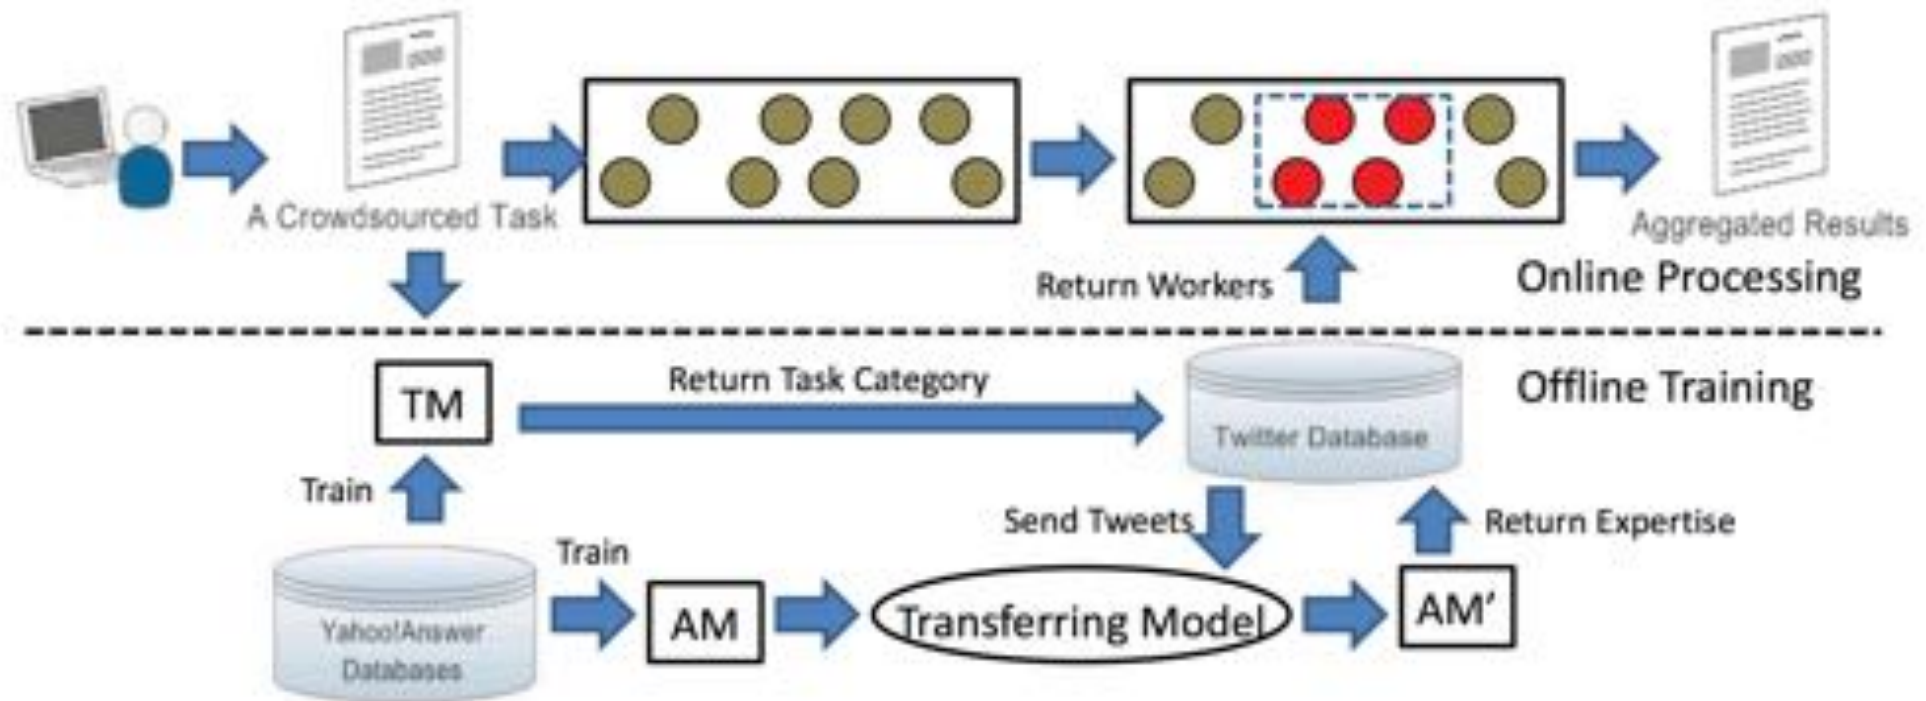 A Crowdsourced Task
Aggregated Results
Return Workers
Online Processing
TM
Return Task Category
Twitter Database
Offline Training
Train
Send Tweets
Return Expertise
Train
Yahoo!Answer
Databases
AM
Transferring Model
AM’